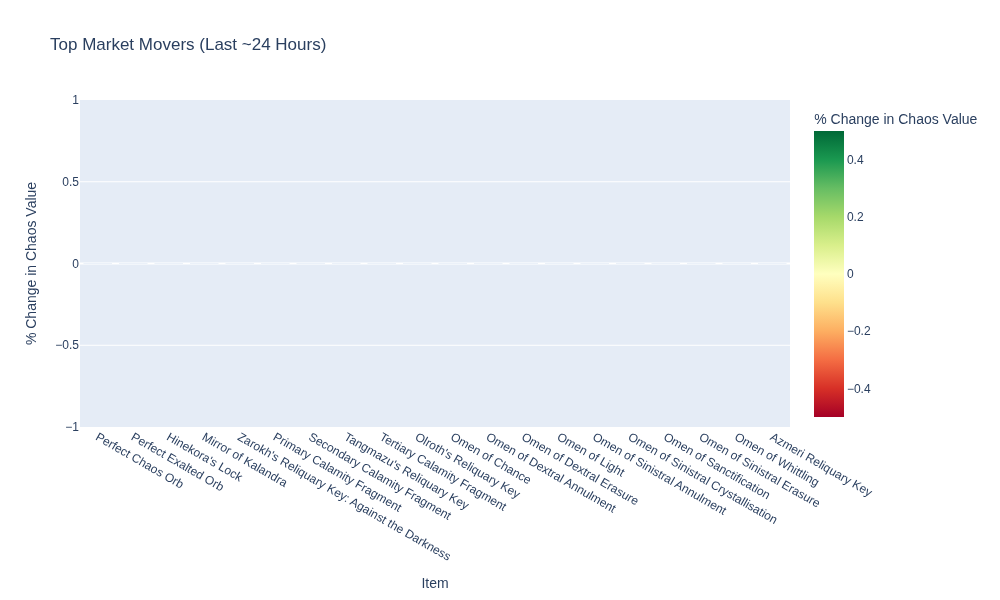 Top Market Movers (Last ~24 Hours)
% Change in Chaos Value
1
0.5
0
−0.5
−1
% Change in Chaos Value
0.4
0.2
0
−0.2
−0.4
Perfect Chaos Orb
Perfect Exalted Orb
Hinekora's Lock
Mirror of Kalandra
Zarokh's Reliquary Key: Against the Darkness
Primary Calamity Fragment
Secondary Calamity Fragment
Tangmazu's Reliquary Key
Tertiary Calamity Fragment
Olroth's Reliquary Key
Omen of Chance
Omen of Dextral Annulment
Omen of Dextral Erasure
Omen of Light
Omen of Sinistral Annulment
Omen of Sinistral Crystallisation
Omen of Sanctification
Omen of Sinistral Erasure
Omen of Whittling
Azmeri Reliquary Key
Item